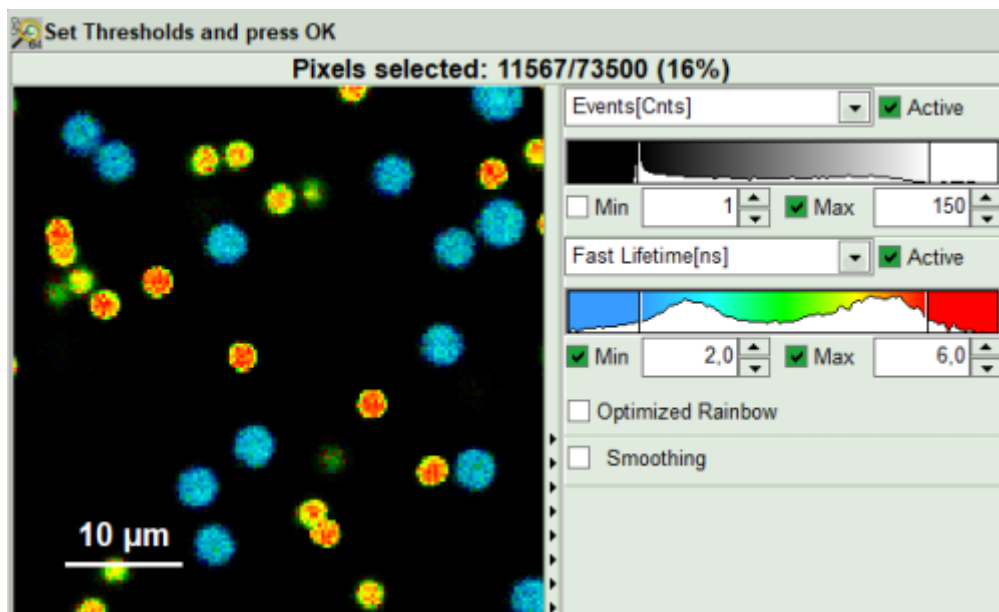 Set Thresholds and press OK
Pixels selected: 11567/73500 (16%)
Events[Cnts] Active
Min 1 Max 150
Fast Lifetime[ns] Active
Min 2,0 Max 6,0
Optimized Rainbow
Smoothing
10 µm